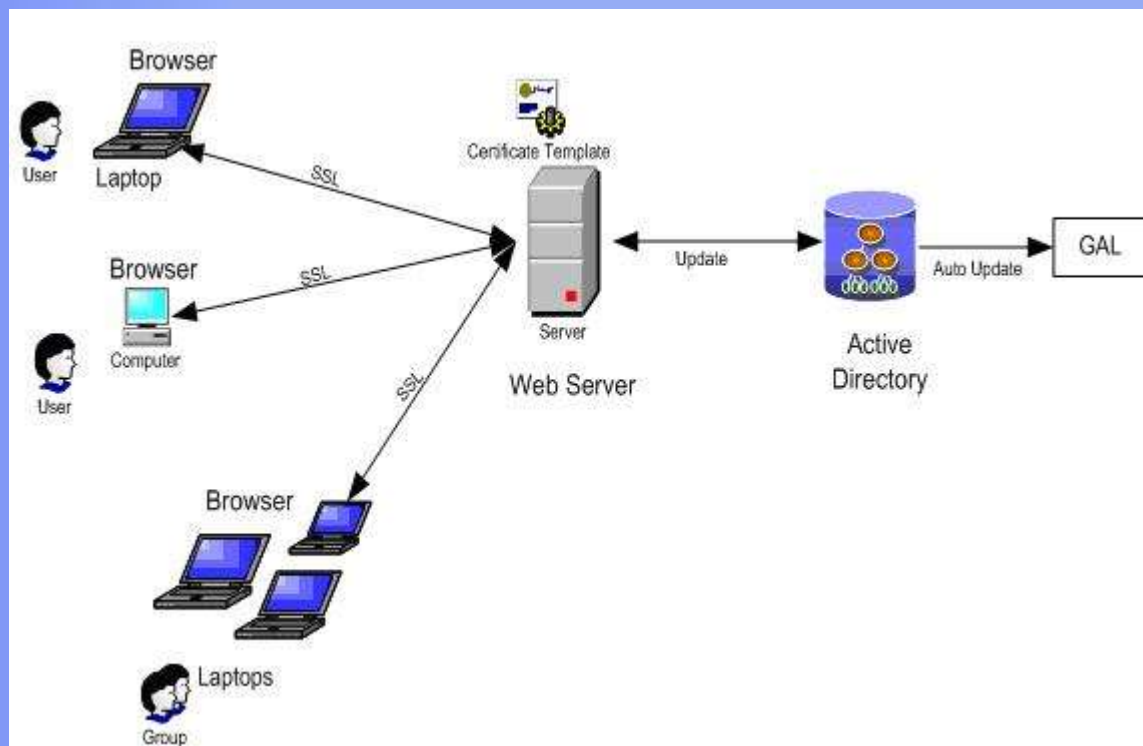 Browser
User
Laptop
SSL
Certificate Template
Browser
Computer
User
SSL
Server
Web Server
Update
Active
Directory
Auto Update
GAL
SSL
Browser
Laptops
Group